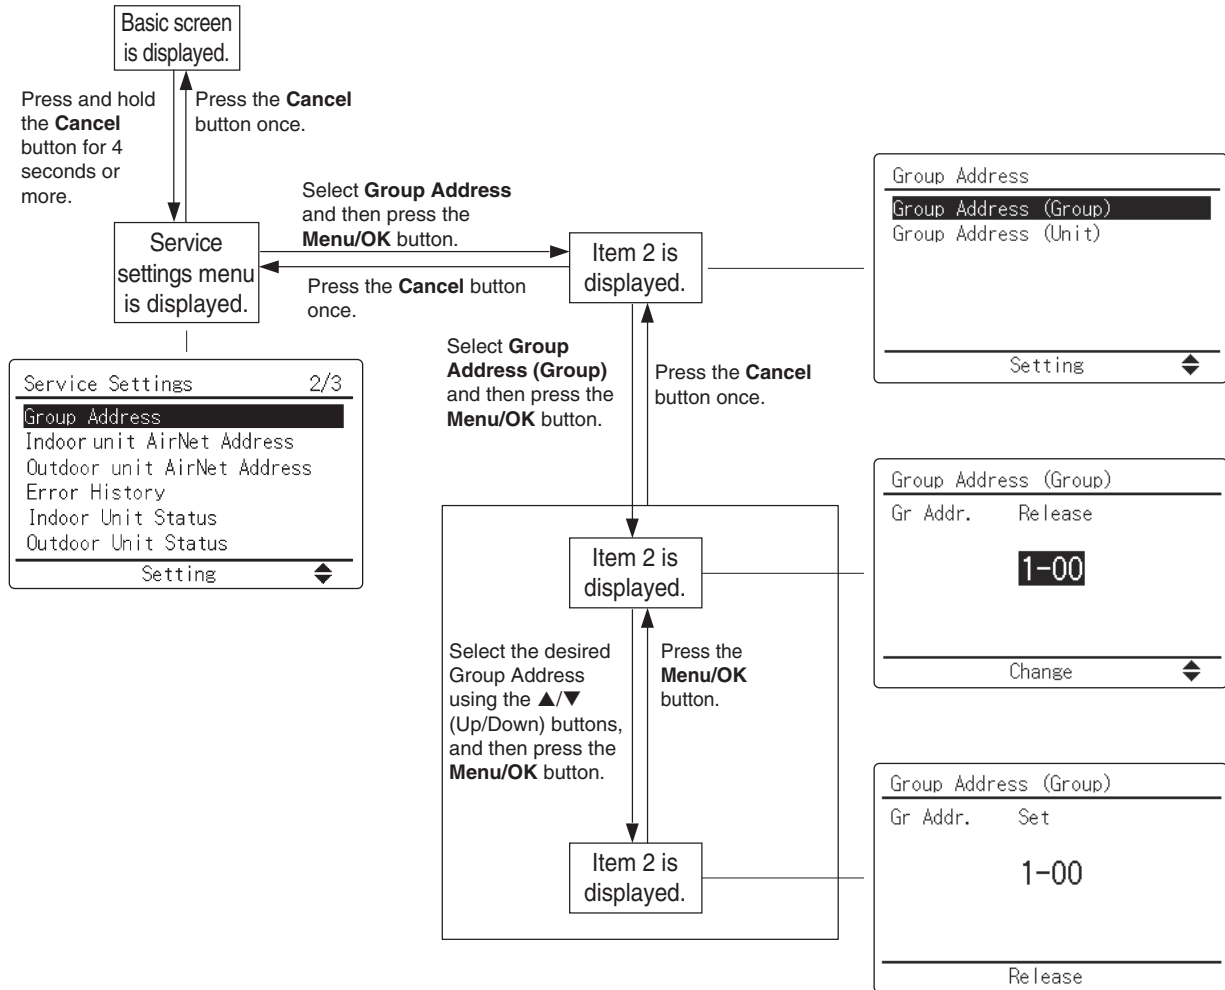 Basic screen
is displayed.
Press and hold
the Cancel
button for 4
seconds or
more.
Press the Cancel
button once.
Service
settings menu
is displayed.
Select Group Address
and then press the
Menu/OK button.
Press the Cancel button
once.
Item 2 is
displayed.
Group Address
Group Address (Group)
Group Address (Unit)
Setting
Service Settings 2/3
Group Address
Indoor unit AirNet Address
Outdoor unit AirNet Address
Error History
Indoor Unit Status
Outdoor Unit Status
Setting
Select Group
Address (Group)
and then press the
Menu/OK button.
Press the Cancel
button once.
Item 2 is
displayed.
Group Address (Group)
Gr Addr. Release
1-00
Change
Select the desired
Group Address
using the ▲/▼
(Up/Down) buttons,
and then press the
Menu/OK button.
Press the
Menu/OK
button.
Item 2 is
displayed.
Group Address (Group)
Gr Addr. Set
1-00
Release